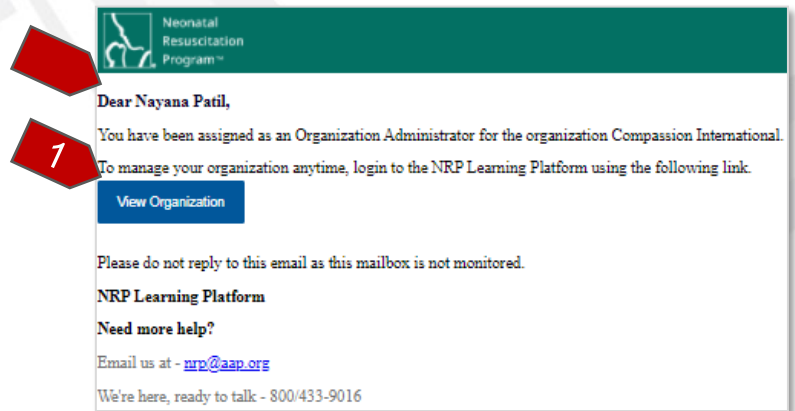 Neonatal
Resuscitation
Program™
Dear Nayana Patil,
You have been assigned as an Organization Administrator for the organization Compassion International.
1
To manage your organization anytime, login to the NRP Learning Platform using the following link.
View Organization
Please do not reply to this email as this mailbox is not monitored.
NRP Learning Platform
Need more help?
Email us at - nrp@aap.org
We're here, ready to talk - 800/433-9016